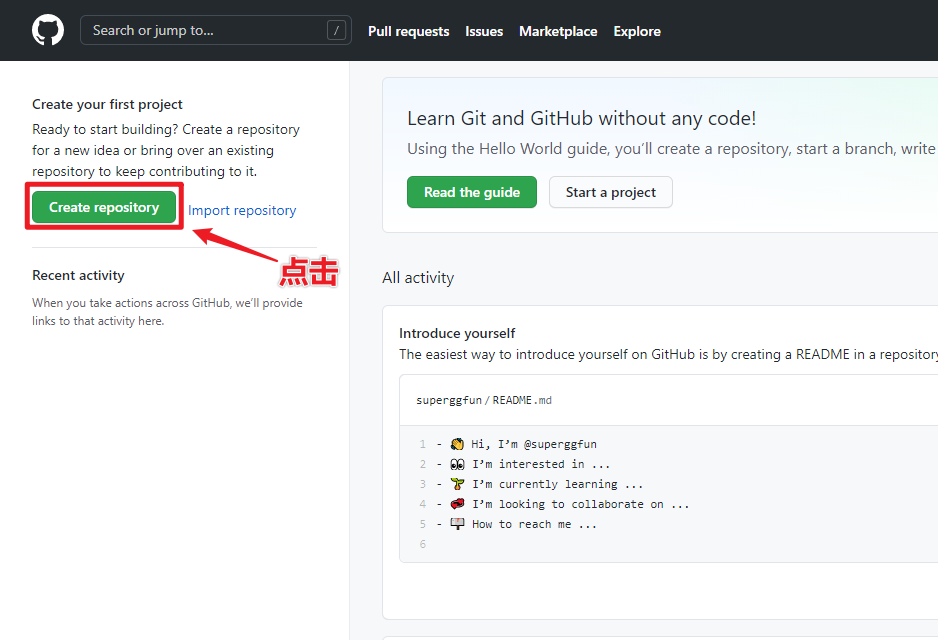 Search or jump to... /
Pull requests Issues Marketplace Explore
Create your first project
Ready to start building? Create a repository
for a new idea or bring over an existing
repository to keep contributing to it.
Create repository Import repository
点击
Recent activity
When you take actions across GitHub, we'll provide
links to that activity here.
Learn Git and GitHub without any code!
Using the Hello World guide, you'll create a repository, start a branch, write
Read the guide Start a project
All activity
Introduce yourself
The easiest way to introduce yourself on GitHub is by creating a README in a repository
superggfun/README.md
1 - 👋 Hi, I'm @superggfun
2 - 👀 I'm interested in ...
3 - 🌱 I'm currently learning ...
4 - 💞️ I'm looking to collaborate on ...
5 - 📫 How to reach me ...
6